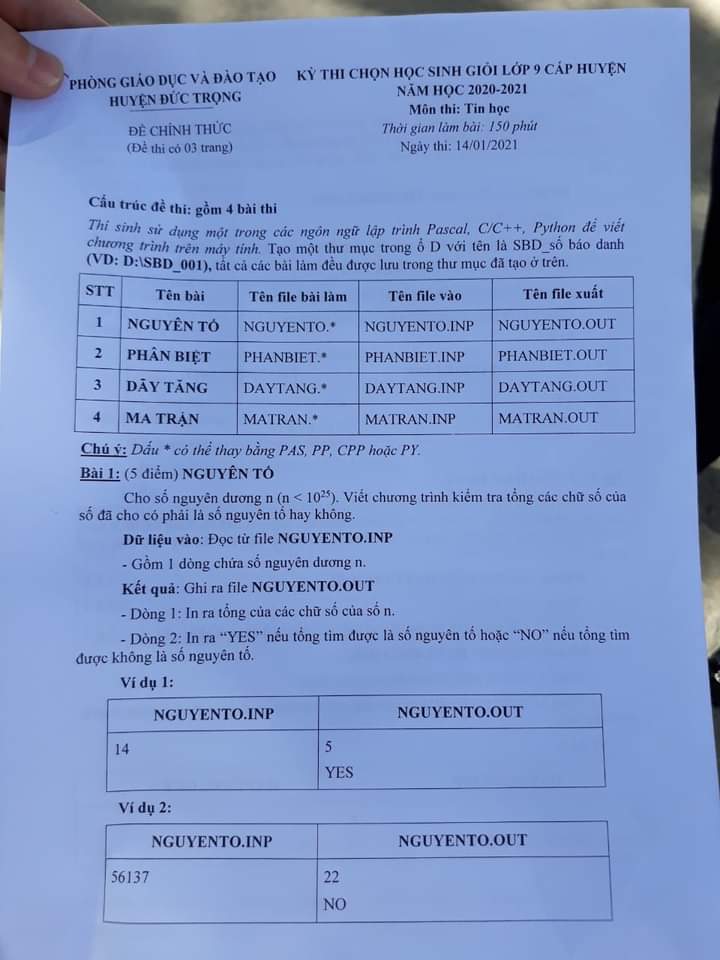 PHÒNG GIÁO DỤC VÀ ĐÀO TẠO
HUYỆN ĐỨC TRỌNG
ĐỀ CHÍNH THỨC
(Đề thi có 03 trang)
KỲ THI CHỌN HỌC SINH GIỎI LỚP 9 CẤP HUYỆN
NĂM HỌC 2020-2021
Môn thi: Tin học
Thời gian làm bài: 150 phút
Ngày thi: 14/01/2021
Cấu trúc đề thi: gồm 4 bài thi
Thí sinh sử dụng một trong các ngôn ngữ lập trình Pascal, C/C++, Python để viết
chương trình trên máy tính. Tạo một thư mục trong ổ D với tên là SBD_số báo danh
(VD: D:\SBD_001), tất cả các bài làm đều được lưu trong thư mục đã tạo ở trên.
STT Tên bài Tên file bài làm Tên file vào Tên file xuất
1 NGUYÊN TỐ NGUYENTO.* NGUYENTO.INP NGUYENTO.OUT
2 PHÂN BIỆT PHANBIET.* PHANBIET.INP PHANBIET.OUT
3 DÃY TĂNG DAYTANG.* DAYTANG.INP DAYTANG.OUT
4 MA TRẬN MATRAN.* MATRAN.INP MATRAN.OUT
Chú ý: Dấu * có thể thay bằng PAS, PP, CPP hoặc PY.
Bài 1: (5 điểm) NGUYÊN TỐ
Cho số nguyên dương n (n < 10²⁵). Viết chương trình kiểm tra tổng các chữ số của
số đã cho có phải là số nguyên tố hay không.
Dữ liệu vào: Đọc từ file NGUYENTO.INP
- Gồm 1 dòng chứa số nguyên dương n.
Kết quả: Ghi ra file NGUYENTO.OUT
- Dòng 1: In ra tổng của các chữ số của số n.
- Dòng 2: In ra “YES” nếu tổng tìm được là số nguyên tố hoặc “NO” nếu tổng tìm
được không là số nguyên tố.
Ví dụ 1:
NGUYENTO.INP NGUYENTO.OUT
14 5
YES
Ví dụ 2:
NGUYENTO.INP NGUYENTO.OUT
56137 22
NO